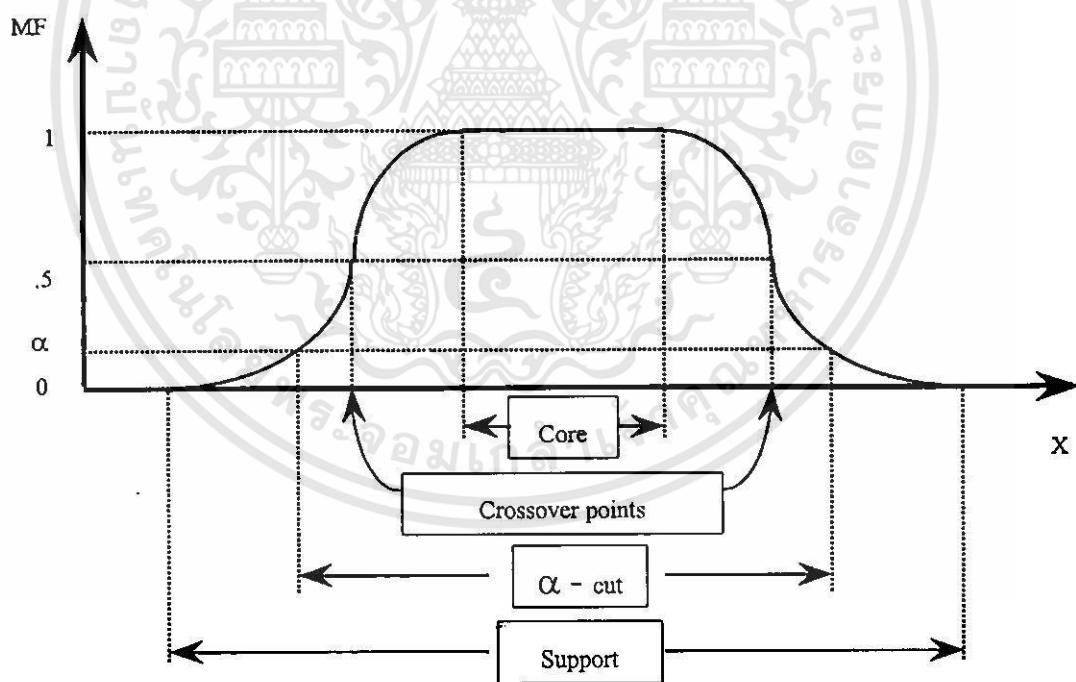 MF
1
.5
α
0
Core
X
Crossover points
α - cut
Support